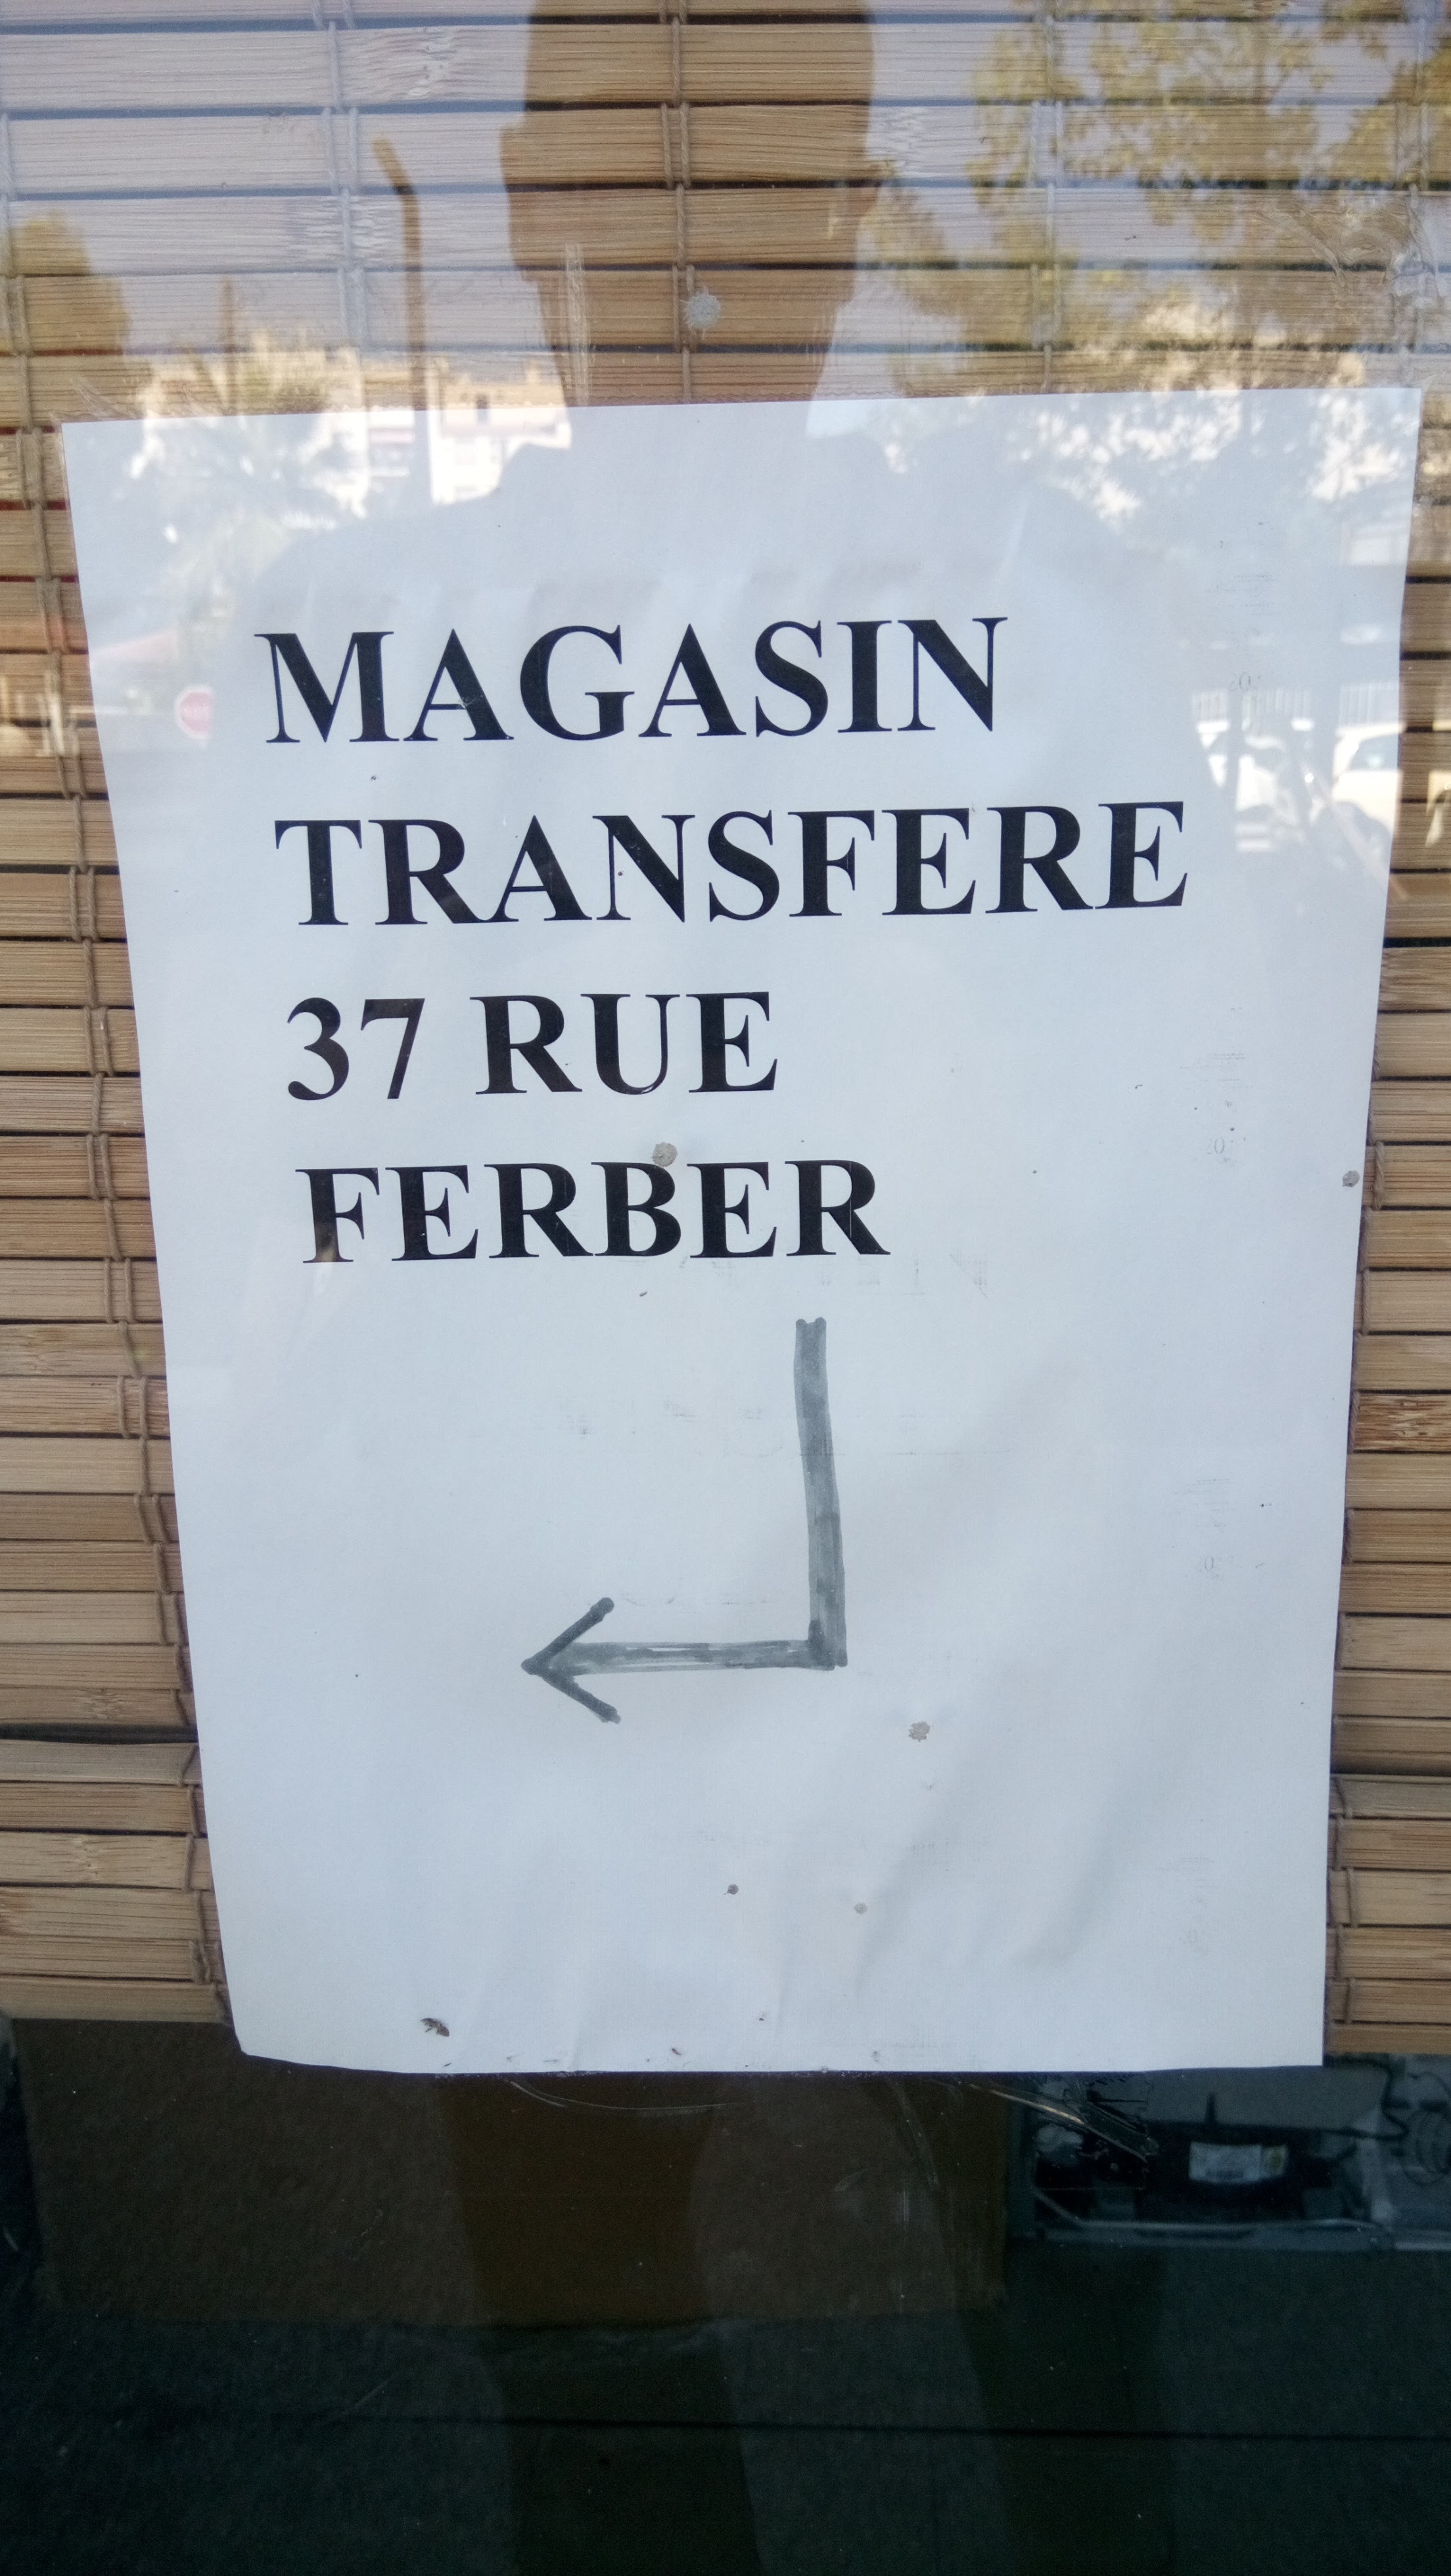 MAGASIN
TRANSFERE
37 RUE
FERBER